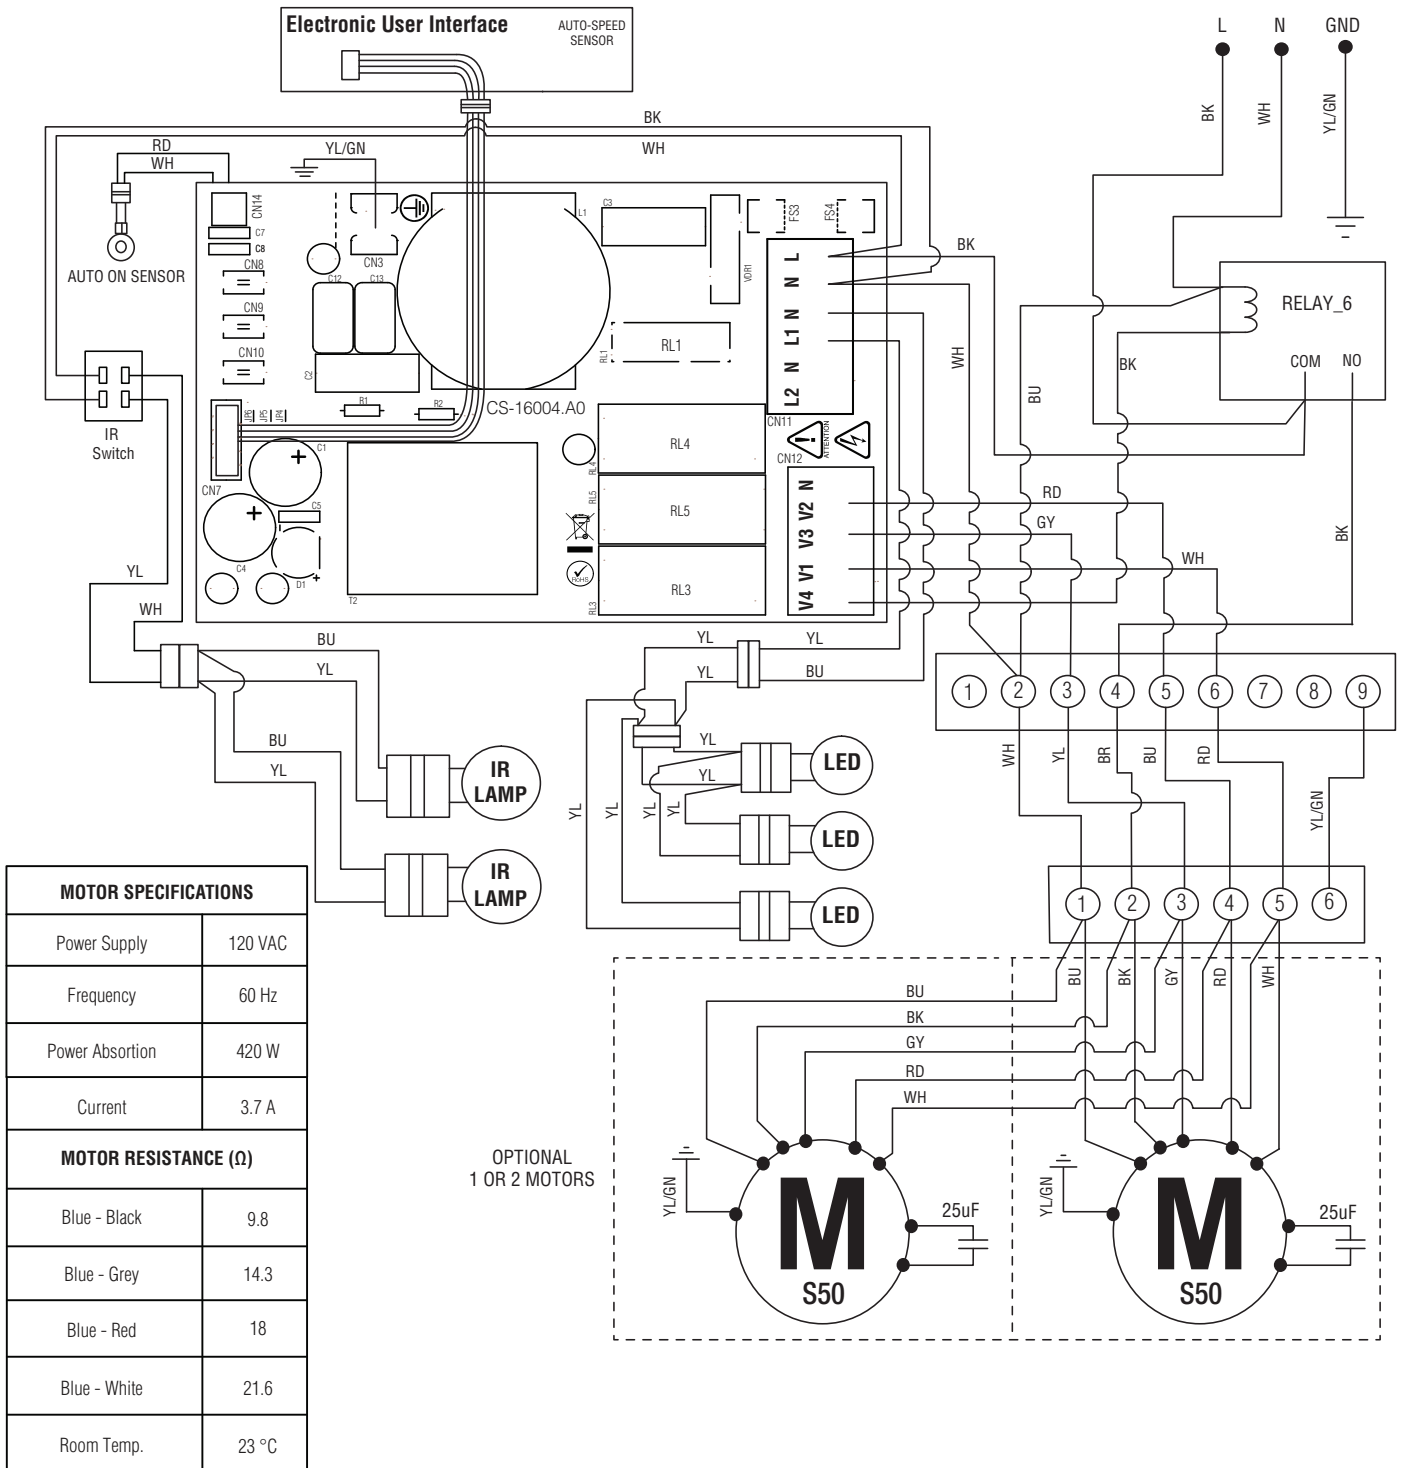 Electronic User Interface
AUTO-SPEED
SENSOR
L
N
GND
BK
WH
YL/GN
BK
WH
RD
WH
YL/GN
AUTO ON SENSOR
CN14
C7
C8
CN8
CN9
CN10
CN3
C12
C13
C2
L1
C3
VDR1
FS3
FS4
RL1
RL1
R1
R2
CS-16004.A0
JP6
JP5
JP4
C1
CN7
C5
C4
D1
T2
RL4
RL4
RL5
RL5
RL3
RL3
RoHS
L
N
N
L1
N
L2
CN11
ATTENTION
CN12
N
V2
V3
V1
V4
IR
Switch
BK
WH
BU
BK
RELAY_6
COM
NO
BK
RD
GY
WH
YL
WH
BU
YL
BU
YL
IR
LAMP
IR
LAMP
YL
YL
YL
BU
YL
YL
YL
YL
YL
YL
LED
LED
LED
1
2
3
4
5
6
7
8
9
WH
YL
BR
BU
RD
YL/GN
1
2
3
4
5
6
BU
BK
GY
RD
WH
BU
BK
GY
RD
WH
OPTIONAL
1 OR 2 MOTORS
YL/GN
M
S50
25uF
YL/GN
M
S50
25uF
MOTOR SPECIFICATIONS
Power Supply 120 VAC
Frequency 60 Hz
Power Absortion 420 W
Current 3.7 A
MOTOR RESISTANCE (Ω)
Blue - Black 9.8
Blue - Grey 14.3
Blue - Red 18
Blue - White 21.6
Room Temp. 23 °C